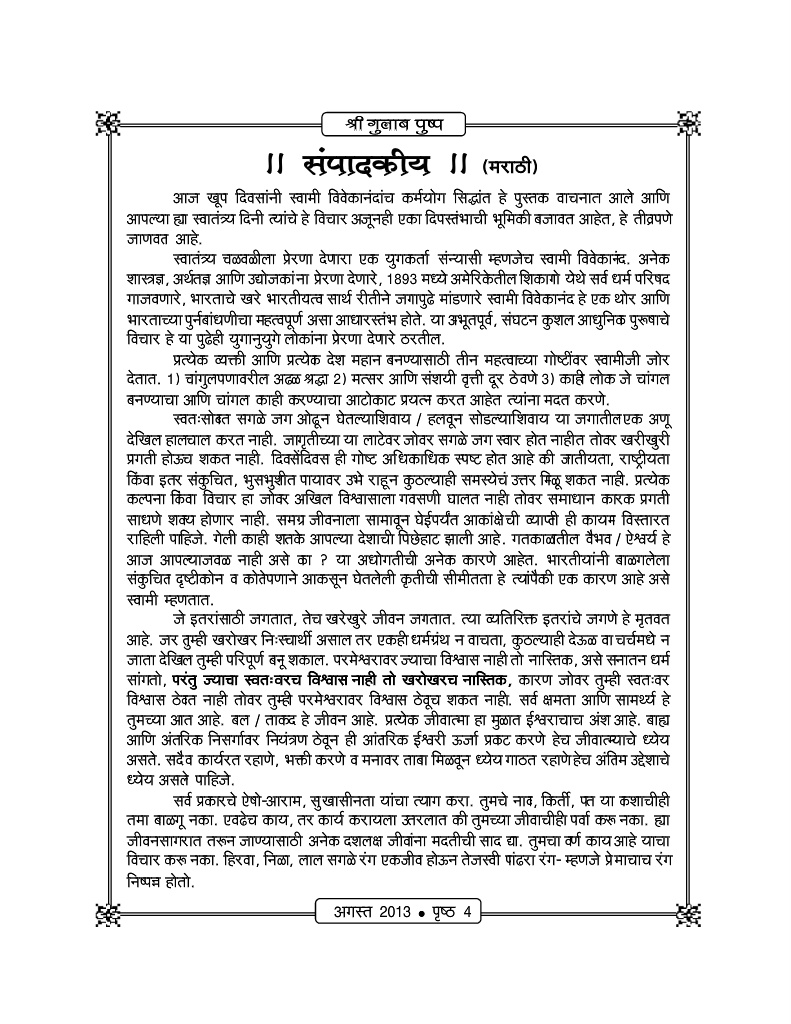 श्री गुलाब पुष्प
॥ संपादकीय ॥ (मराठी)
आज खूप दिवसांनी स्वामी विवेकानंदांच कर्मयोग सिद्धांत हे पुस्तक वाचनात आले आणि
आपल्या ह्या स्वातंत्र्य दिनी त्यांचे हे विचार अजूनही एका दिपस्तंभाची भूमिकी बजावत आहेत, हे तीव्रपणे
जाणवत आहे.
स्वातंत्र्य चळवळीला प्रेरणा देणारा एक युगकर्ता संन्यासी म्हणजेच स्वामी विवेकानंद. अनेक
शास्त्रज्ञ, अर्थतज्ञ आणि उद्योजकांना प्रेरणा देणारे, 1893 मध्ये अमेरिकेतील शिकागो येथे सर्व धर्म परिषद
गाजवणारे, भारताचे खरे भारतीयत्व सार्थ रीतीने जगापुढे मांडणारे स्वामी विवेकानंद हे एक थोर आणि
भारताच्या पुर्नबांधणीचा महत्वपूर्ण असा आधारस्तंभ होते. या अभूतपूर्व, संघटन कुशल आधुनिक पुरूषाचे
विचार हे या पुढेही युगानुयुगे लोकांना प्रेरणा देणारे ठरतील.
प्रत्येक व्यक्ती आणि प्रत्येक देश महान बनण्यासाठी तीन महत्वाच्या गोष्टींवर स्वामीजी जोर
देतात. 1) चांगुलपणावरील अढळ श्रद्धा 2) मत्सर आणि संशयी वृत्ती दूर ठेवणे 3) काही लोक जे चांगल
बनण्याचा आणि चांगल काही करण्याचा आटोकाट प्रयत्न करत आहेत त्यांना मदत करणे.
स्वतःसोबत सगळे जग ओढून घेतल्याशिवाय / हलवून सोडल्याशिवाय या जगातील एक अणू
देखिल हालचाल करत नाही. जागृतीच्या या लाटेवर जोवर सगळे जग स्वार होत नाहीत तोवर खरीखुरी
प्रगती होऊच शकत नाही. दिवसेंदिवस ही गोष्ट अधिकाधिक स्पष्ट होत आहे की जातीयता, राष्ट्रीयता
किंवा इतर संकुचित, भुसभुशीत पायावर उभे राहून कुठल्याही समस्येचं उत्तर मिळू शकत नाही. प्रत्येक
कल्पना किंवा विचार हा जोवर अखिल विश्वासाला गवसणी घालत नाही तोवर समाधान कारक प्रगती
साधणे शक्य होणार नाही. समग्र जीवनाला सामावून घेईपर्यंत आकांक्षेची व्याप्ती ही कायम विस्तारत
राहिली पाहिजे. गेली काही शतके आपल्या देशाची पिछेहाट झाली आहे. गतकाळातील वैभव / ऐश्वर्य हे
आज आपल्याजवळ नाही असे का ? या अधोगतीची अनेक कारणे आहेत. भारतीयांनी बाळगलेला
संकुचित दृष्टीकोन व कोतेपणाने आकसून घेतलेली कृतीची सीमीतता हे त्यांपैकी एक कारण आहे असे
स्वामी म्हणतात.
जे इतरांसाठी जगतात, तेच खरेखुरे जीवन जगतात. त्या व्यतिरिक्त इतरांचे जगणे हे मृतवत
आहे. जर तुम्ही खरोखर निःस्वार्थी असाल तर एकही धर्मग्रंथ न वाचता, कुठल्याही देऊळ वा चर्चमधे न
जाता देखिल तुम्ही परिपूर्ण बनू शकाल. परमेश्वरावर ज्याचा विश्वास नाही तो नास्तिक, असे सनातन धर्म
सांगतो, परंतु ज्याचा स्वतःवरच विश्वास नाही तो खरोखरच नास्तिक, कारण जोवर तुम्ही स्वतःवर
विश्वास ठेवत नाही तोवर तुम्ही परमेश्वरावर विश्वास ठेवूच शकत नाही. सर्व क्षमता आणि सामर्थ्य हे
तुमच्या आत आहे. बल / ताकद हे जीवन आहे. प्रत्येक जीवात्मा हा मुळात ईश्वराचाच अंश आहे. बाह्य
आणि अंतरिक निसर्गावर नियंत्रण ठेवून ही आंतरिक ईश्वरी ऊर्जा प्रकट करणे हेच जीवात्म्याचे ध्येय
असते. सदैव कार्यरत रहाणे, भक्ती करणे व मनावर ताबा मिळवून ध्येय गाठत रहाणे हेच अंतिम उद्देशाचे
ध्येय असले पाहिजे.
सर्व प्रकारचे ऐषो-आराम, सुखासीनता यांचा त्याग करा. तुमचे नाव, किर्ती, पत या कशाचीही
तमा बाळगू नका. एवढेच काय, तर कार्य करायला उतरलात की तुमच्या जीवाचीही पर्वा करू नका. ह्या
जीवनसागरात तरून जाण्यासाठी अनेक दशलक्ष जीवांना मदतीची साद द्या. तुमचा वर्ण काय आहे याचा
विचार करू नका. हिरवा, निळा, लाल सगळे रंग एकजीव होऊन तेजस्वी पांढरा रंग- म्हणजे प्रेमाचाच रंग
निष्पन्न होतो.
अगस्त 2013 ● पृष्ठ 4